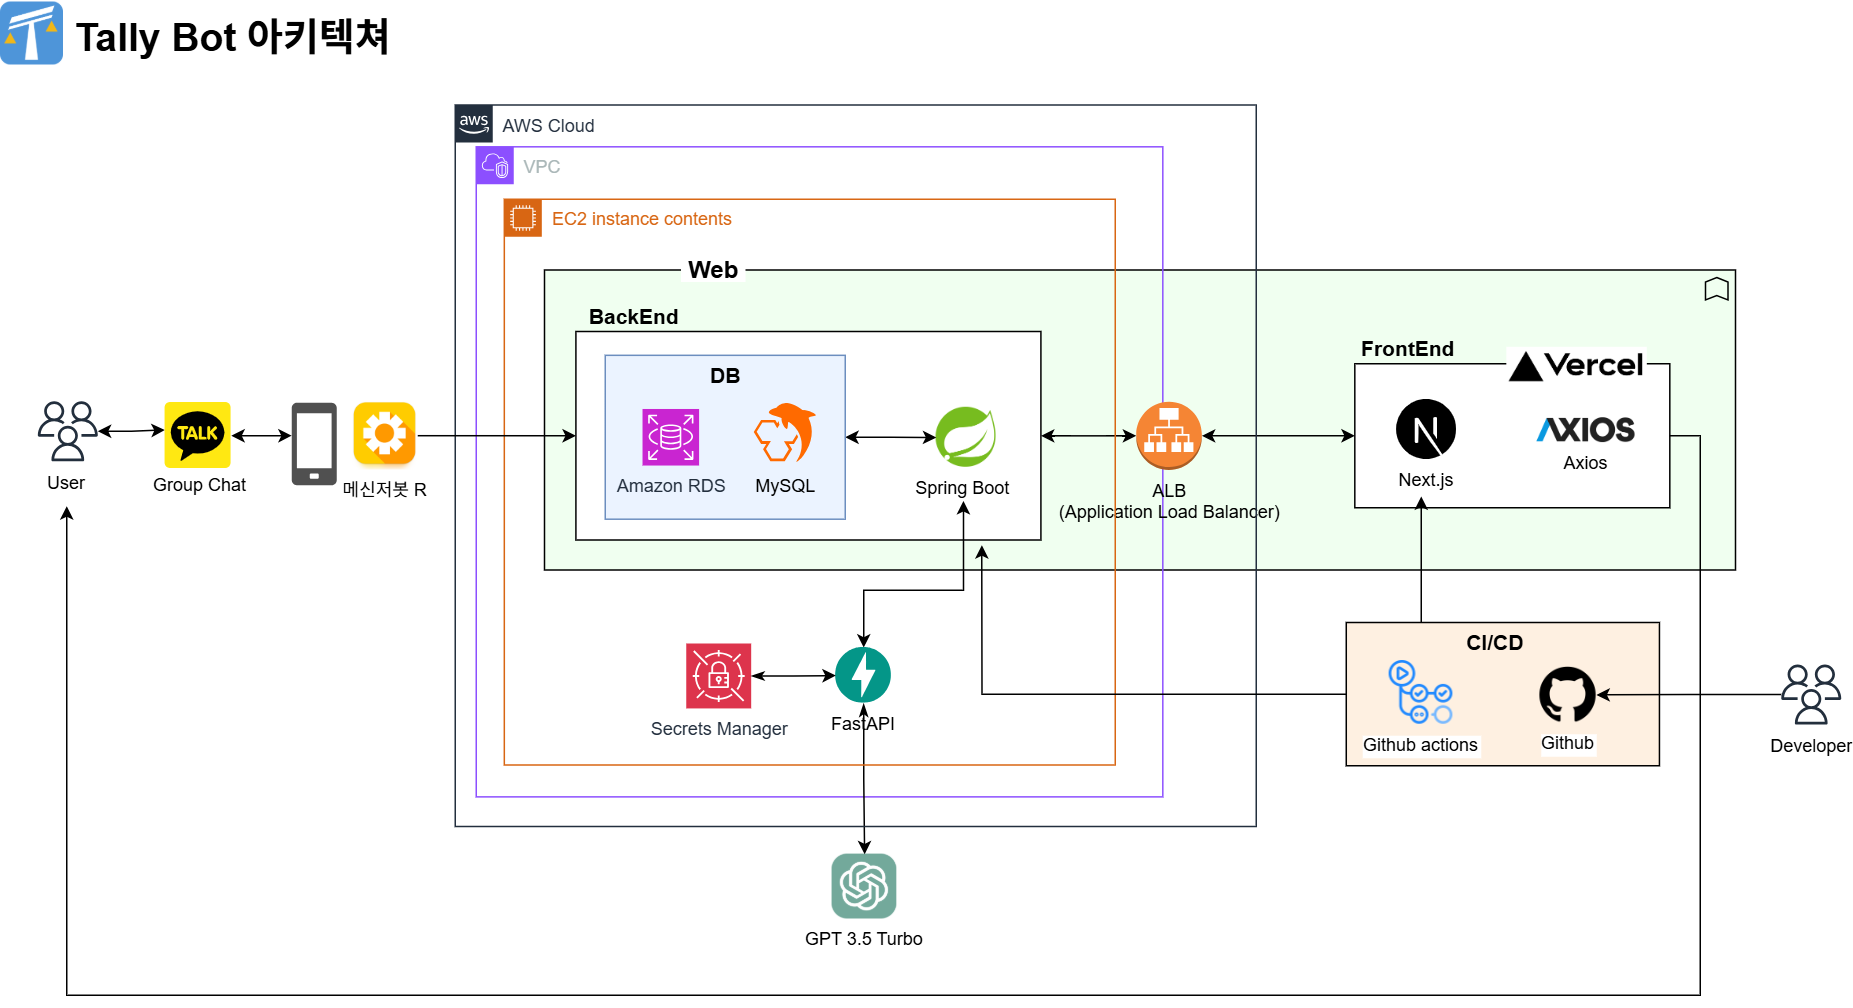 Tally Bot 아키텍쳐
aws
AWS Cloud
VPC
EC2 instance contents
Web
BackEnd
DB
Amazon RDS
MySQL
Spring Boot
ALB
(Application Load Balancer)
FrontEnd
Vercel
Next.js
AXIOS
Axios
User
TALK
Group Chat
메신저봇 R
Secrets Manager
FastAPI
GPT 3.5 Turbo
CI/CD
Github actions
Github
Developer